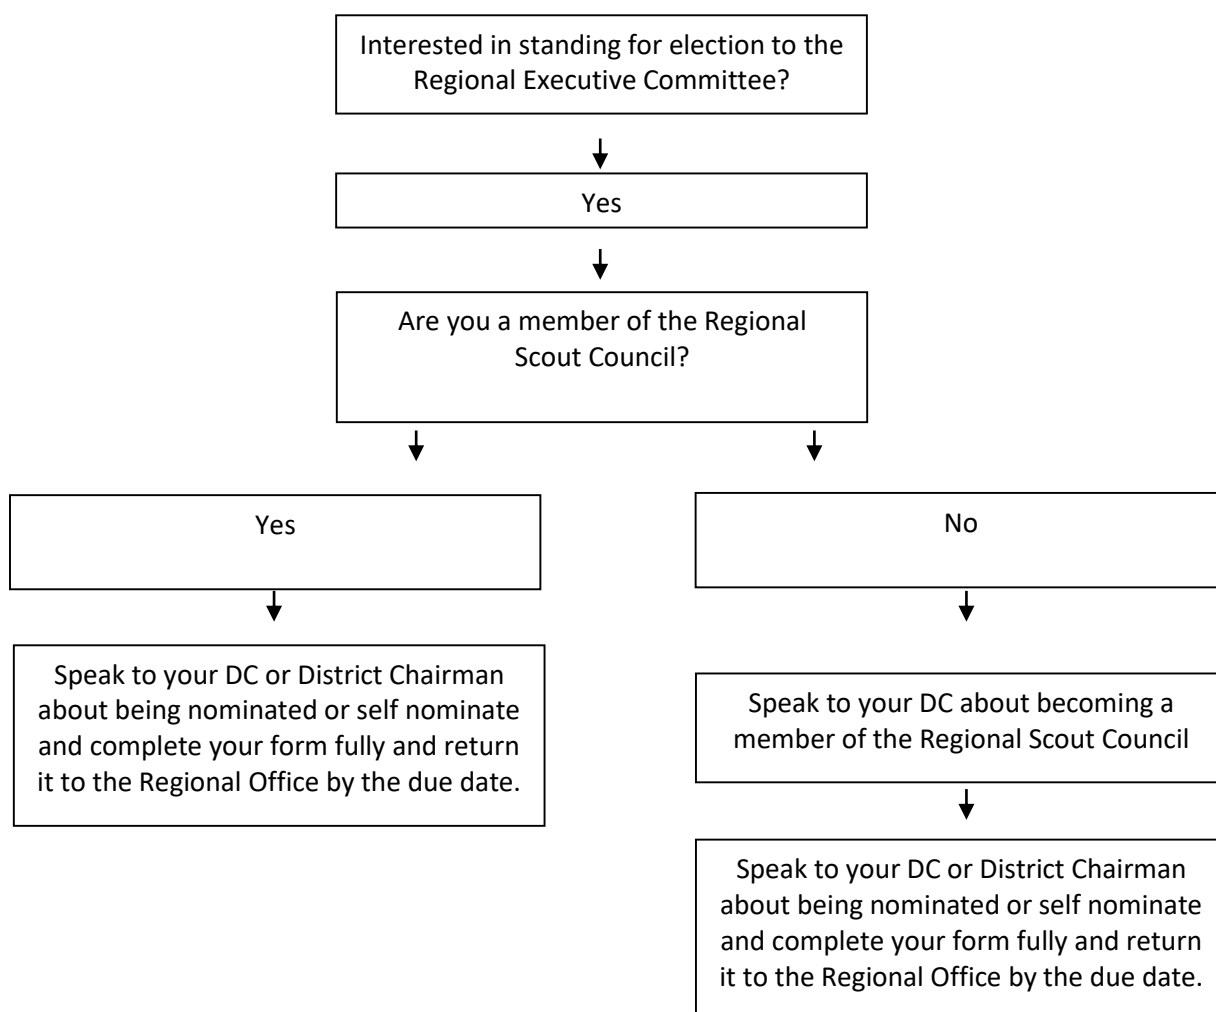 Interested in standing for election to the
Regional Executive Committee?
Yes
Are you a member of the Regional
Scout Council?
Yes
No
Speak to your DC or District Chairman
about being nominated or self nominate
and complete your form fully and return
it to the Regional Office by the due date.
Speak to your DC about becoming a
member of the Regional Scout Council
Speak to your DC or District Chairman
about being nominated or self nominate
and complete your form fully and return
it to the Regional Office by the due date.